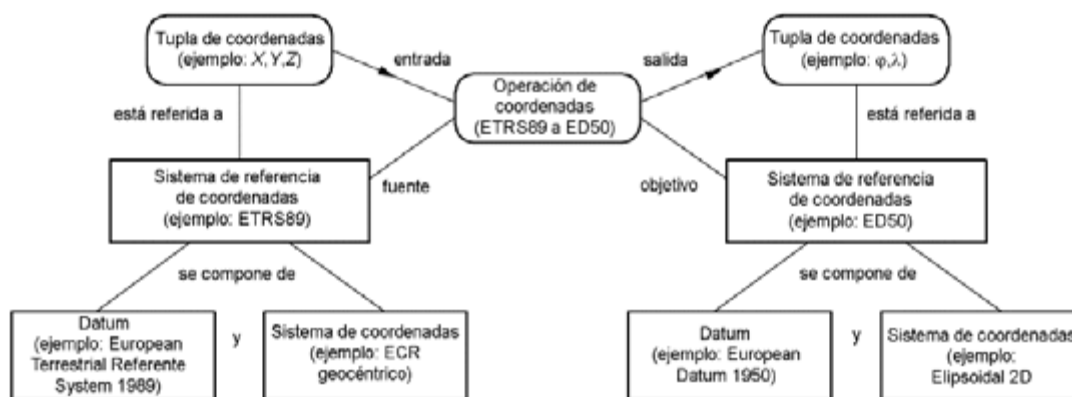 Tupla de coordenadas
(ejemplo: X,Y,Z)
entrada
salida
Tupla de coordenadas
(ejemplo: φ,λ)
Operación de
coordenadas
(ETRS89 a ED50)
está referida a
está referida a
Sistema de referencia
de coordenadas
(ejemplo: ETRS89)
fuente
objetivo
Sistema de referencia
de coordenadas
(ejemplo: ED50)
se compone de
se compone de
Datum
(ejemplo: European
Terrestrial Referente
System 1989)
y
Sistema de coordenadas
(ejemplo: ECR
geocéntrico)
Datum
(ejemplo: European
Datum 1950)
y
Sistema de coordenadas
(ejemplo:
Elipsoidal 2D